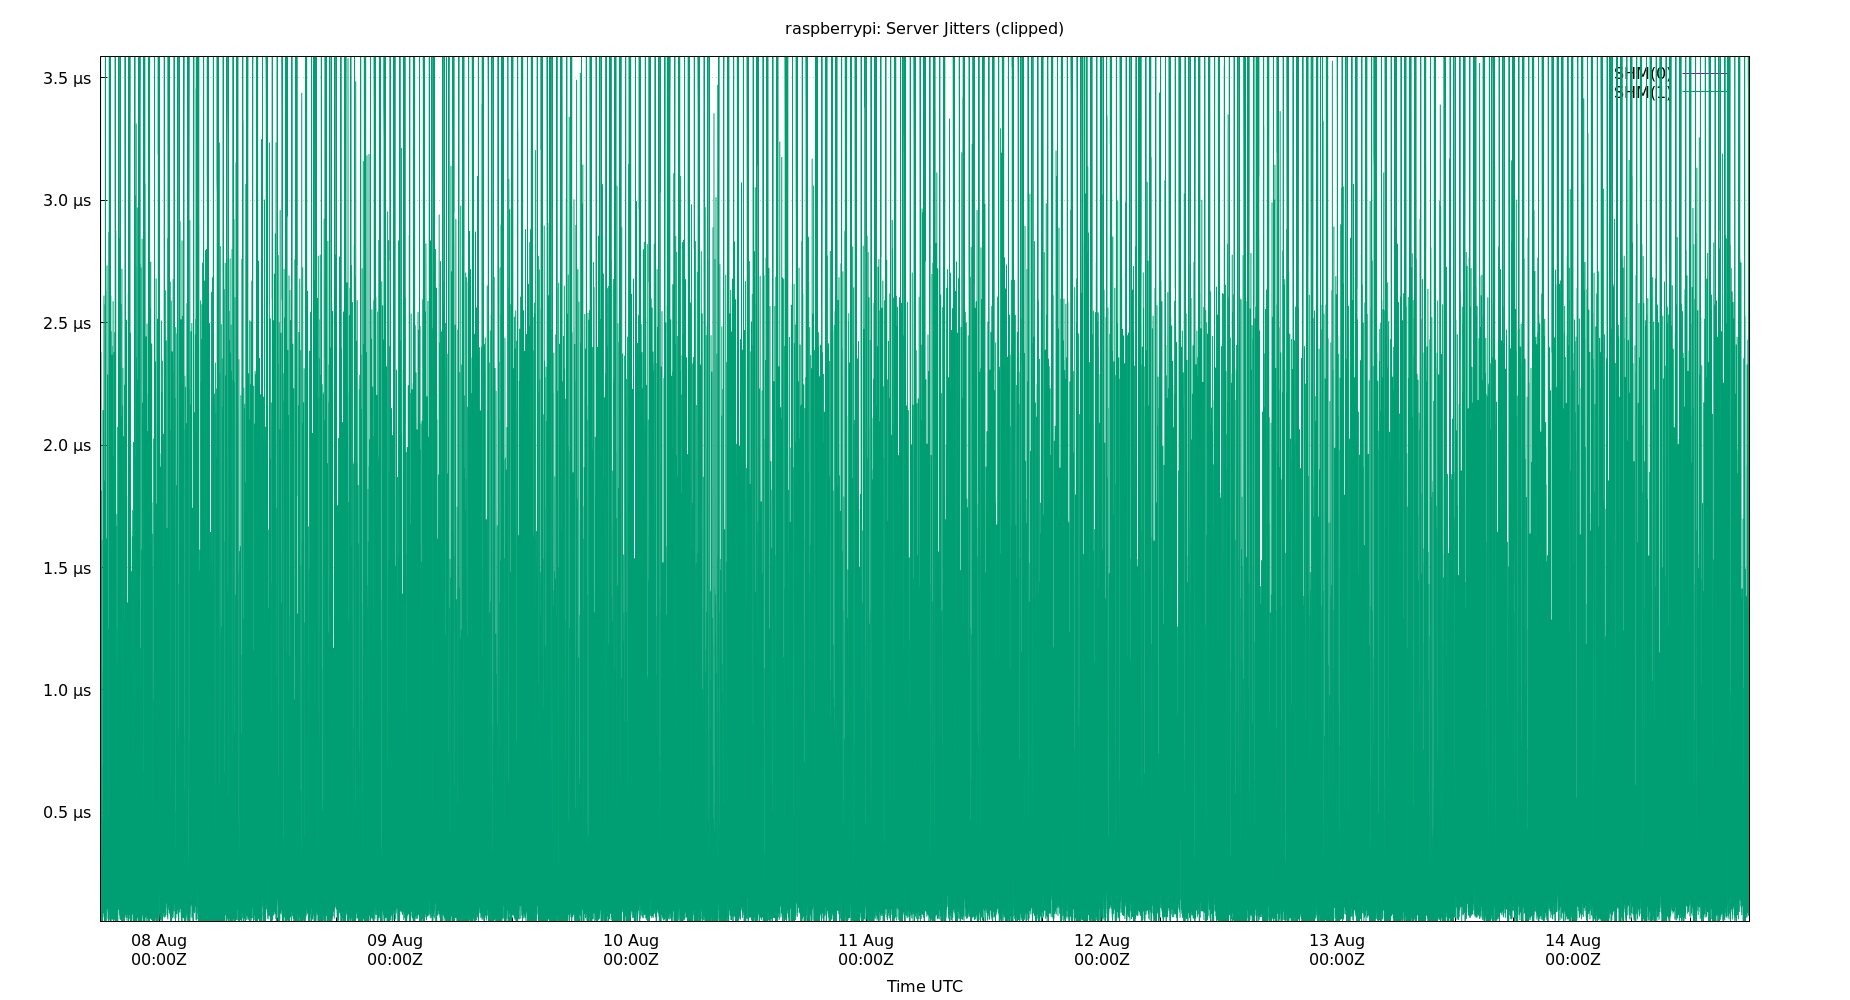 raspberrypi: Server Jitters (clipped)
3.5 µs
SHM(0)
SHM(1)
3.0 µs
2.5 µs
2.0 µs
1.5 µs
1.0 µs
0.5 µs
08 Aug 09 Aug 10 Aug 11 Aug 12 Aug 13 Aug 14 Aug
00:00Z 00:00Z 00:00Z 00:00Z 00:00Z 00:00Z 00:00Z
Time UTC